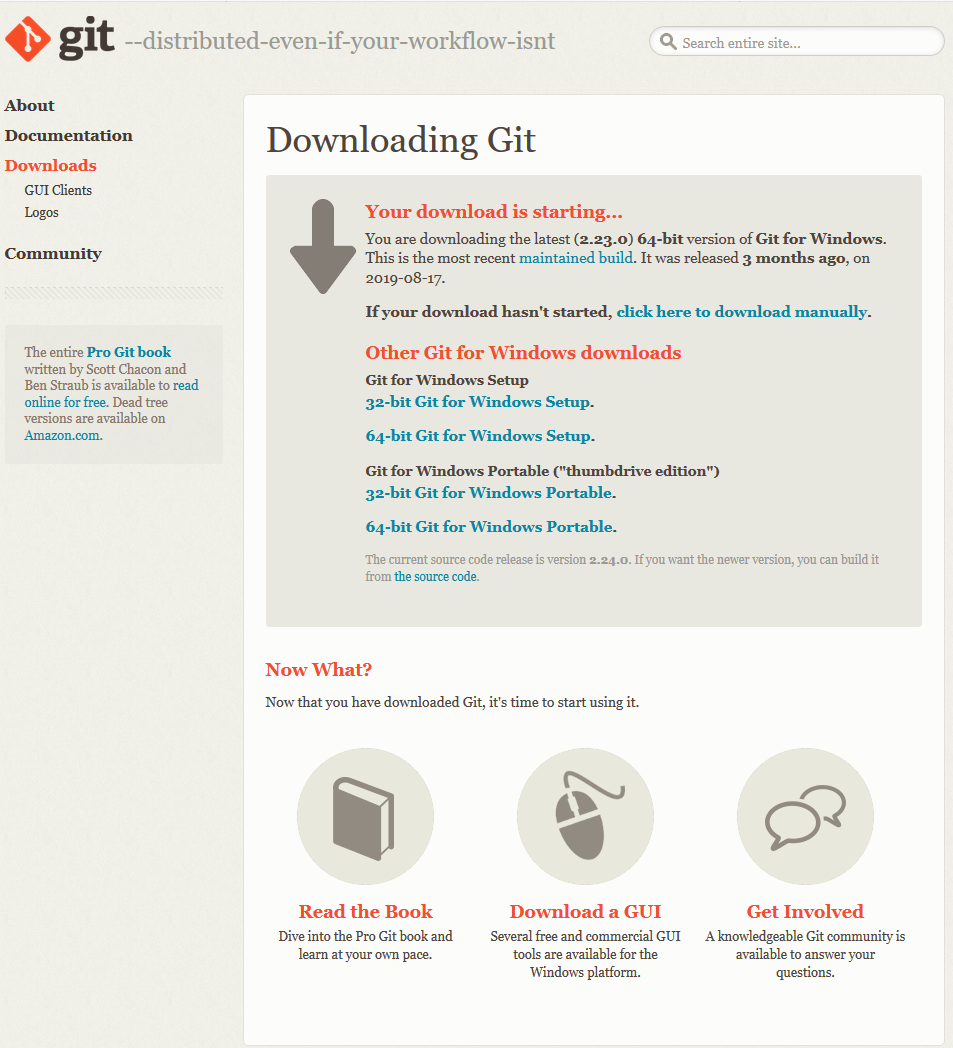 git --distributed-even-if-your-workflow-isnt
Search entire site...
About
Documentation
Downloads
GUI Clients
Logos
Community
The entire Pro Git book
written by Scott Chacon and
Ben Straub is available to read
online for free. Dead tree
versions are available on
Amazon.com.
Downloading Git
Your download is starting...
You are downloading the latest (2.23.0) 64-bit version of Git for Windows.
This is the most recent maintained build. It was released 3 months ago, on
2019-08-17.
If your download hasn't started, click here to download manually.
Other Git for Windows downloads
Git for Windows Setup
32-bit Git for Windows Setup.
64-bit Git for Windows Setup.
Git for Windows Portable ("thumbdrive edition")
32-bit Git for Windows Portable.
64-bit Git for Windows Portable.
The current source code release is version 2.24.0. If you want the newer version, you can build it
from the source code.
Now What?
Now that you have downloaded Git, it's time to start using it.
Read the Book
Dive into the Pro Git book and
learn at your own pace.
Download a GUI
Several free and commercial GUI
tools are available for the
Windows platform.
Get Involved
A knowledgeable Git community is
available to answer your
questions.